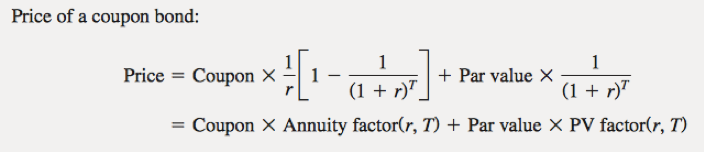 Price of a coupon bond:
Price = Coupon × 1/r [1 − 1/(1 + r)^T] + Par value × 1/(1 + r)^T
= Coupon × Annuity factor(r, T) + Par value × PV factor(r, T)